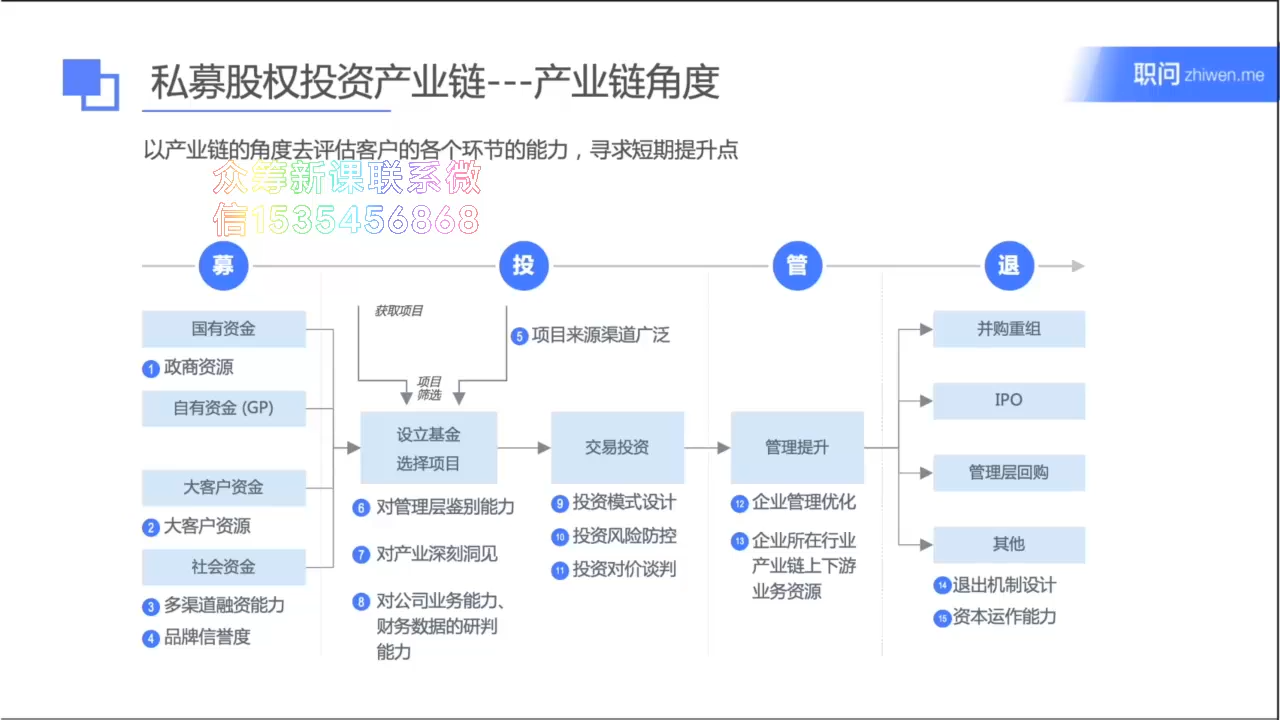 私募股权投资产业链---产业链角度
职问 zhiwen.me
以产业链的角度去评估客户的各个环节的能力，寻求短期提升点
众筹新课联系微
信15354456868
募
投
管
退
国有资金
1 政商资源
自有资金 (GP)
大客户资金
2 大客户资源
社会资金
3 多渠道融资能力
4 品牌信誉度
获取项目
5 项目来源渠道广泛
项目
筛选
设立基金
选择项目
6 对管理层鉴别能力
7 对产业深刻洞见
8 对公司业务能力、
财务数据的研判
能力
交易投资
9 投资模式设计
10 投资风险防控
11 投资对价谈判
管理提升
12 企业管理优化
13 企业所在行业
产业链上下游
业务资源
并购重组
IPO
管理层回购
其他
14 退出机制设计
15 资本运作能力